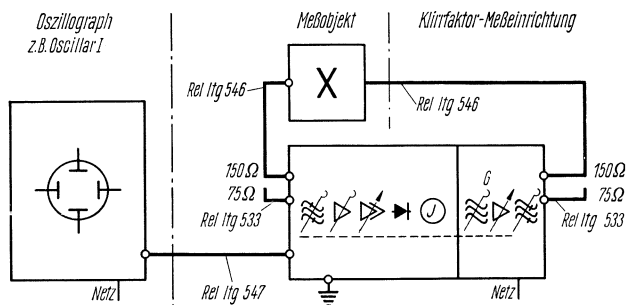 Oszillograph
z.B. Oscillar I
Meßobjekt
Klirrfaktor-Meßeinrichtung
Rel ltg 546
X
Rel ltg 546
150Ω
75Ω
Rel ltg 533
G
J
150Ω
75Ω
Rel ltg 533
Netz
Rel ltg 547
Netz